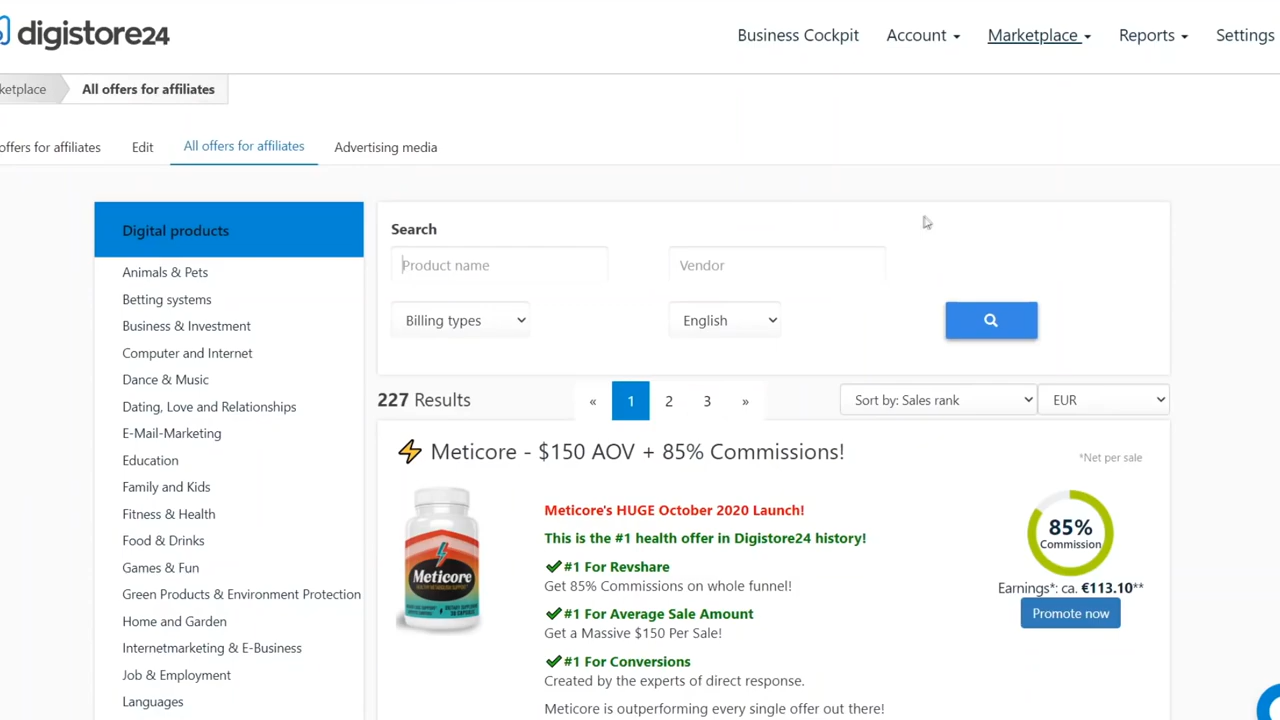 digistore24
Business Cockpit
Account
Marketplace
Reports
Settings
ketplace
All offers for affiliates
offers for affiliates
Edit
All offers for affiliates
Advertising media
Digital products
Animals & Pets
Betting systems
Business & Investment
Computer and Internet
Dance & Music
Dating, Love and Relationships
E-Mail-Marketing
Education
Family and Kids
Fitness & Health
Food & Drinks
Games & Fun
Green Products & Environment Protection
Home and Garden
Internetmarketing & E-Business
Job & Employment
Languages
Search
Product name
Vendor
Billing types
English
227 Results
« 1 2 3 »
Sort by: Sales rank
EUR
Meticore - $150 AOV + 85% Commissions!
*Net per sale
Meticore
Meticore's HUGE October 2020 Launch!
This is the #1 health offer in Digistore24 history!
#1 For Revshare
Get 85% Commissions on whole funnel!
#1 For Average Sale Amount
Get a Massive $150 Per Sale!
#1 For Conversions
Created by the experts of direct response.
Meticore is outperforming every single offer out there!
85%
Commission
Earnings*: ca. €113.10**
Promote now